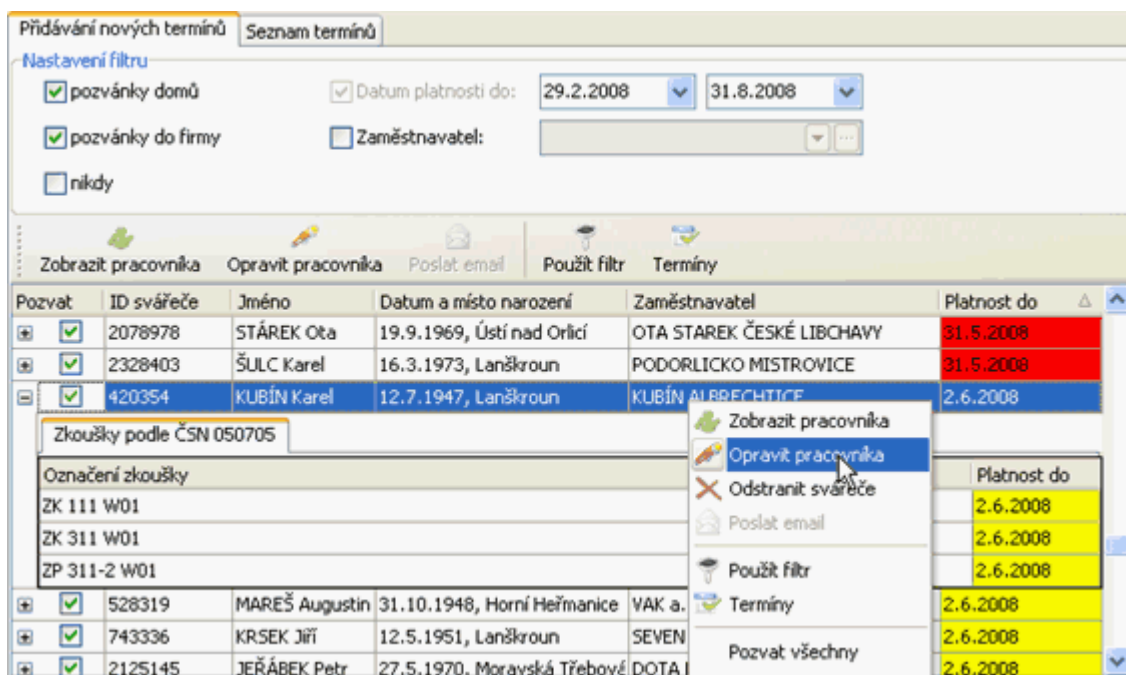 Přidávání nových termínů Seznam termínů
Nastavení filtru
pozvánky domů Datum platnosti do: 29.2.2008 31.8.2008
pozvánky do firmy Zaměstnavatel:
nikdy
Zobrazit pracovníka Opravit pracovníka Poslat email Použít filtr Termíny
Pozvat ID svářeče Jméno Datum a místo narození Zaměstnavatel Platnost do
2078978 STÁREK Ota 19.9.1969, Ústí nad Orlicí OTA STAREK ČESKÉ LIBCHAVY 31.5.2008
2328403 ŠULC Karel 16.3.1973, Lanškroun PODORLICKO MISTROVICE 31.5.2008
420354 KUBÍN Karel 12.7.1947, Lanškroun KUBÍN ALBRECHTICE 2.6.2008
Zkoušky podle ČSN 050705
Označení zkoušky Platnost do
ZK 111 W01 2.6.2008
ZK 311 W01 2.6.2008
ZP 311-2 W01 2.6.2008
528319 MAREŠ Augustin 31.10.1948, Horní Heřmanice VAK a. 2.6.2008
743336 KRSEK Jiří 12.5.1951, Lanškroun SEVEN 2.6.2008
2125145 JEŘÁBEK Petr 27.5.1970, Moravská Třebová DOTA 2.6.2008
Zobrazit pracovníka
Opravit pracovníka
Odstranit svářeče
Poslat email
Použít filtr
Termíny
Pozvat všechny